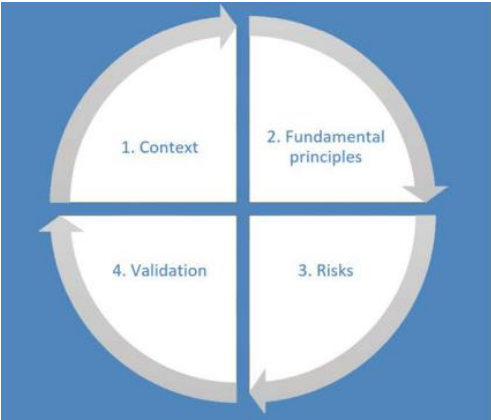 1. Context
2. Fundamental
principles
4. Validation
3. Risks